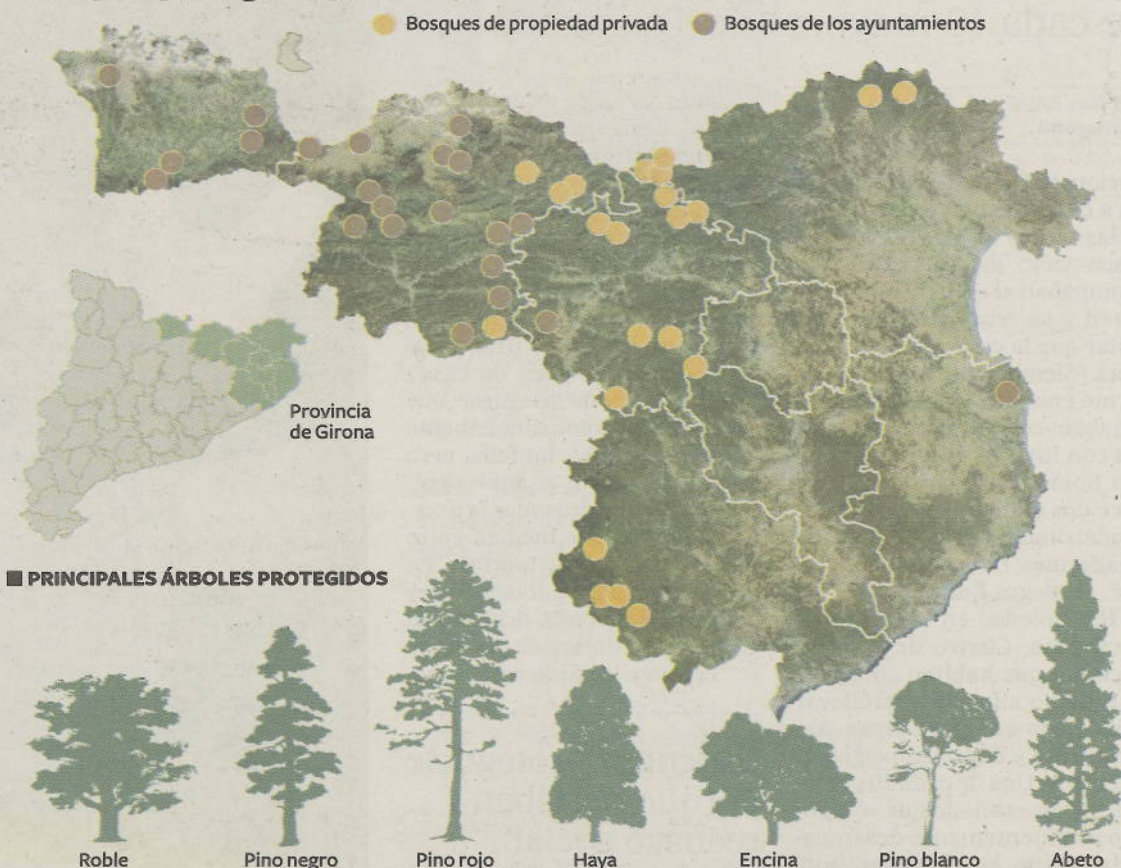 Bosques de propiedad privada
Bosques de los ayuntamientos
Provincia
de Girona
PRINCIPALES ÁRBOLES PROTEGIDOS
Roble
Pino negro
Pino rojo
Haya
Encina
Pino blanco
Abeto